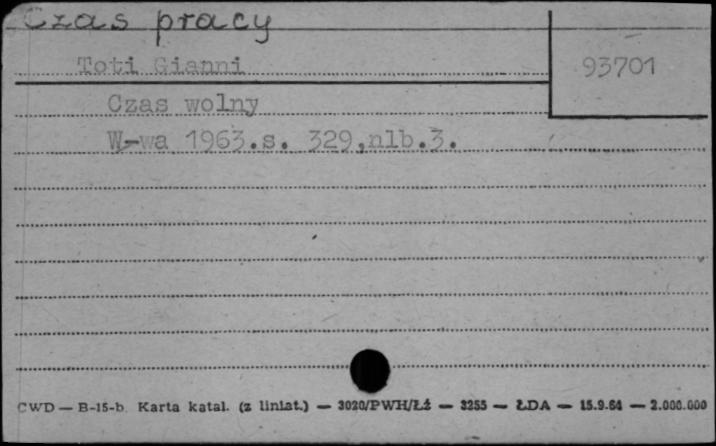 Czas pracy
Toti Gianni
93701
Czas wolny
W-wa 1963.s. 329,nlb.3.
CWD — B-15-b. Karta katal. (z liniat.) — 3020/PWH/Łż — 3255 — ŁDA — 15.9.64 — 2.000.000